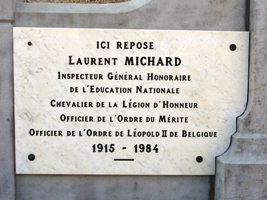 ICI REPOSE
LAURENT MICHARD
INSPECTEUR GÉNÉRAL HONORAIRE
DE L'EDUCATION NATIONALE
CHEVALIER DE LA LÉGION D'HONNEUR
OFFICIER DE L'ORDRE DU MÉRITE
OFFICIER DE L'ORDRE DE LÉOPOLD II DE BELGIQUE
1915 - 1984